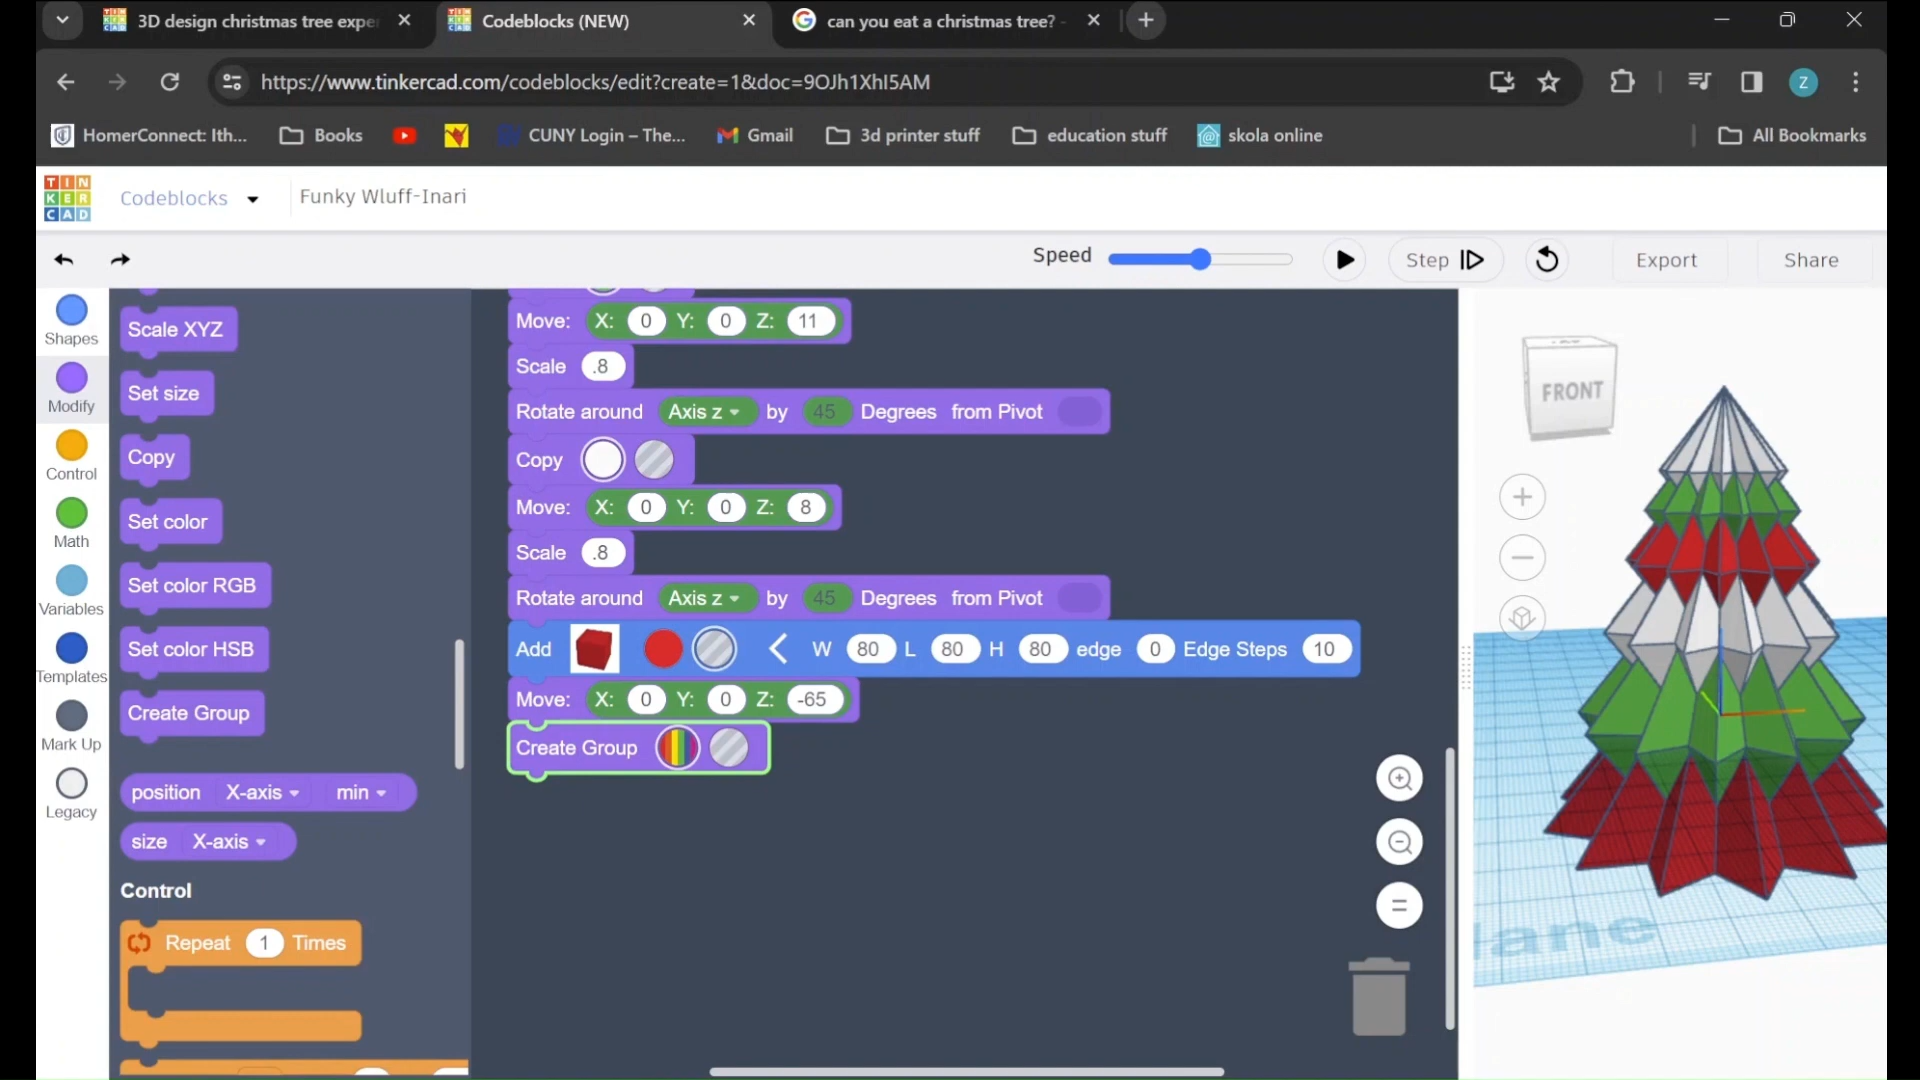 3D design christmas tree expe
Codeblocks (NEW)
can you eat a christmas tree? -
https://www.tinkercad.com/codeblocks/edit?create=1&doc=9OJh1XhI5AM
Z
HomerConnect: Ith...
Books
CUNY Login – The...
Gmail
3d printer stuff
education stuff
skola online
All Bookmarks
TIN
KER
CAD
Codeblocks
Funky Wluff-Inari
Speed
Step
Export
Share
Shapes
Modify
Control
Math
Variables
Templates
Mark Up
Legacy
Scale XYZ
Set size
Copy
Set color
Set color RGB
Set color HSB
Create Group
position X-axis min
size X-axis
Control
Repeat 1 Times
Move: X: 0 Y: 0 Z: 11
Scale .8
Rotate around Axis z by 45 Degrees from Pivot
Copy
Move: X: 0 Y: 0 Z: 8
Scale .8
Rotate around Axis z by 45 Degrees from Pivot
Add W 80 L 80 H 80 edge 0 Edge Steps 10
Move: X: 0 Y: 0 Z: -65
Create Group
FRONT
lane